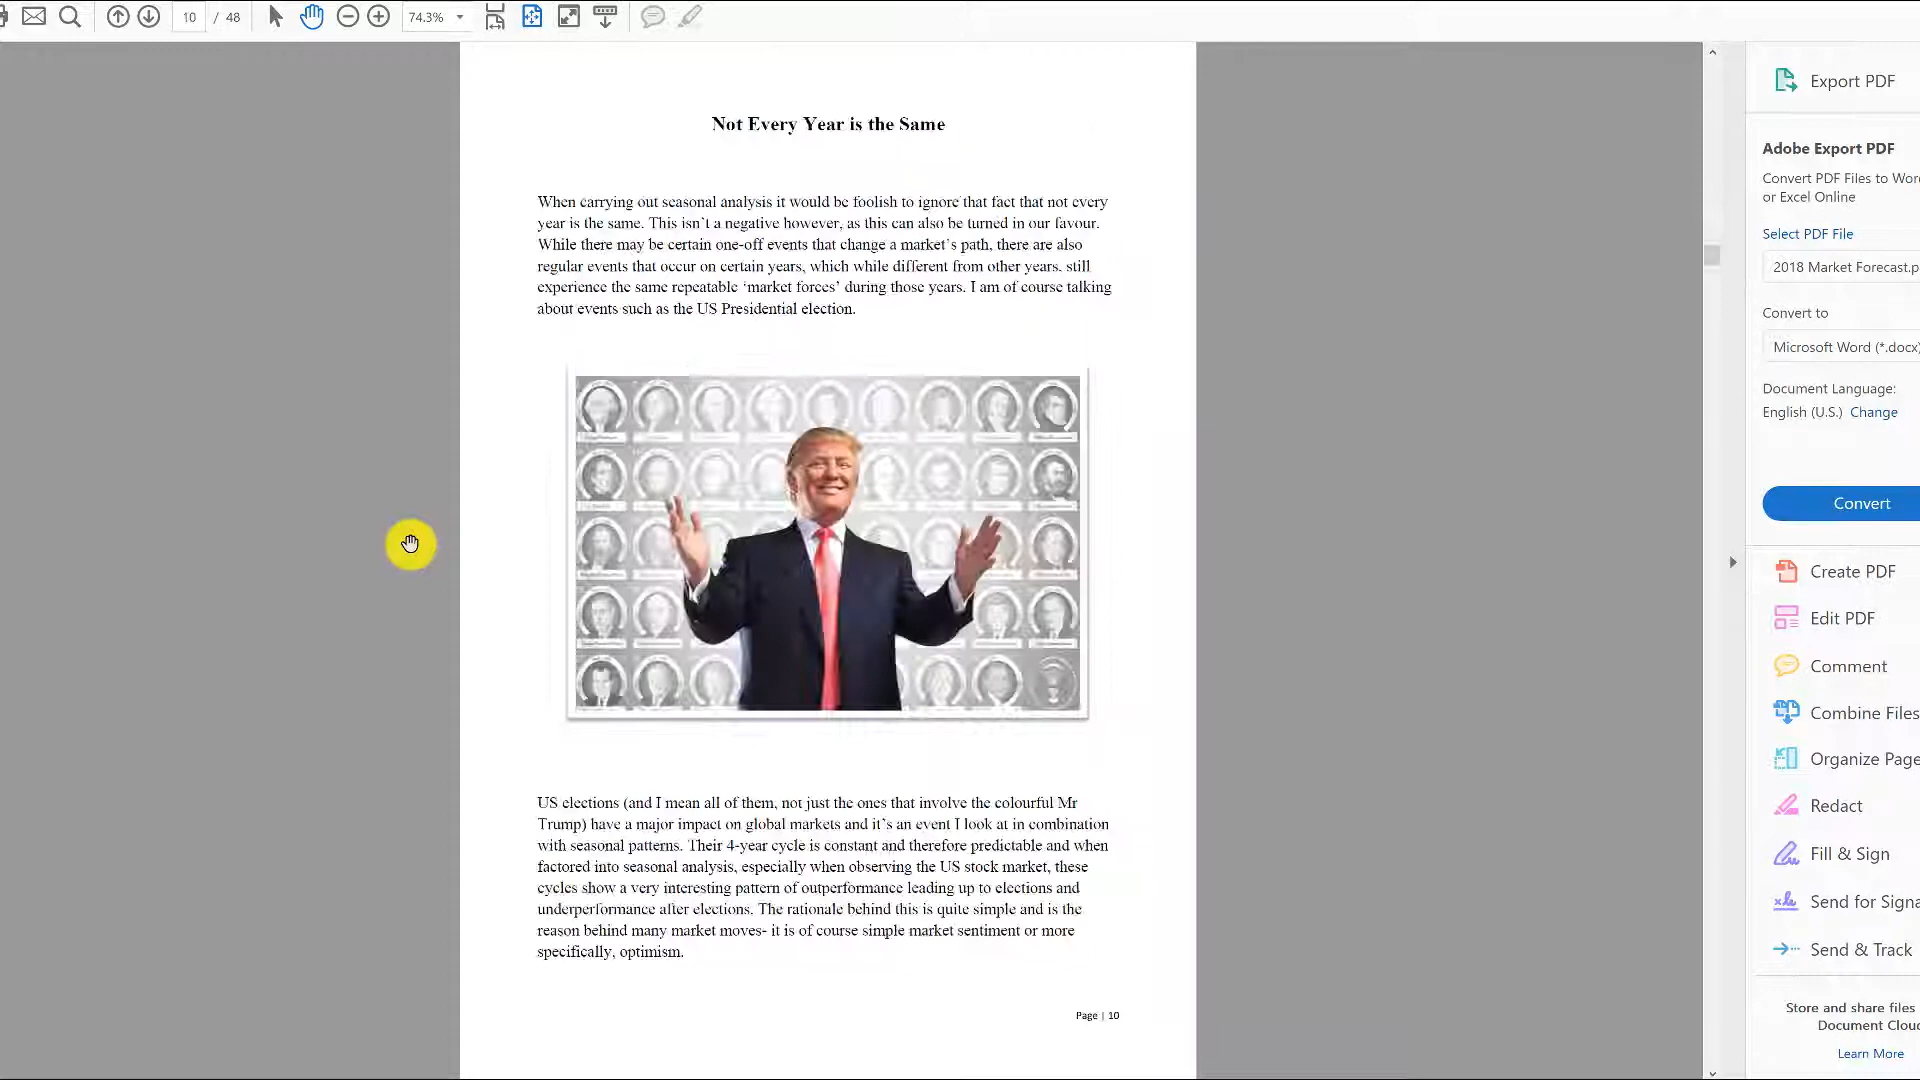 10 / 48
74.3%
Not Every Year is the Same
When carrying out seasonal analysis it would be foolish to ignore that fact that not every
year is the same. This isn't a negative however, as this can also be turned in our favour.
While there may be certain one-off events that change a market's path, there are also
regular events that occur on certain years, which while different from other years. still
experience the same repeatable ‘market forces’ during those years. I am of course talking
about events such as the US Presidential election.
US elections (and I mean all of them, not just the ones that involve the colourful Mr
Trump) have a major impact on global markets and it's an event I look at in combination
with seasonal patterns. Their 4-year cycle is constant and therefore predictable and when
factored into seasonal analysis, especially when observing the US stock market, these
cycles show a very interesting pattern of outperformance leading up to elections and
underperformance after elections. The rationale behind this is quite simple and is the
reason behind many market moves- it is of course simple market sentiment or more
specifically, optimism.
Page | 10
Export PDF
Adobe Export PDF
Convert PDF Files to Wor
or Excel Online
Select PDF File
2018 Market Forecast.p
Convert to
Microsoft Word (*.docx)
Document Language:
English (U.S.) Change
Convert
Create PDF
Edit PDF
Comment
Combine Files
Organize Page
Redact
Fill & Sign
Send for Signa
Send & Track
Store and share files
Document Clou
Learn More